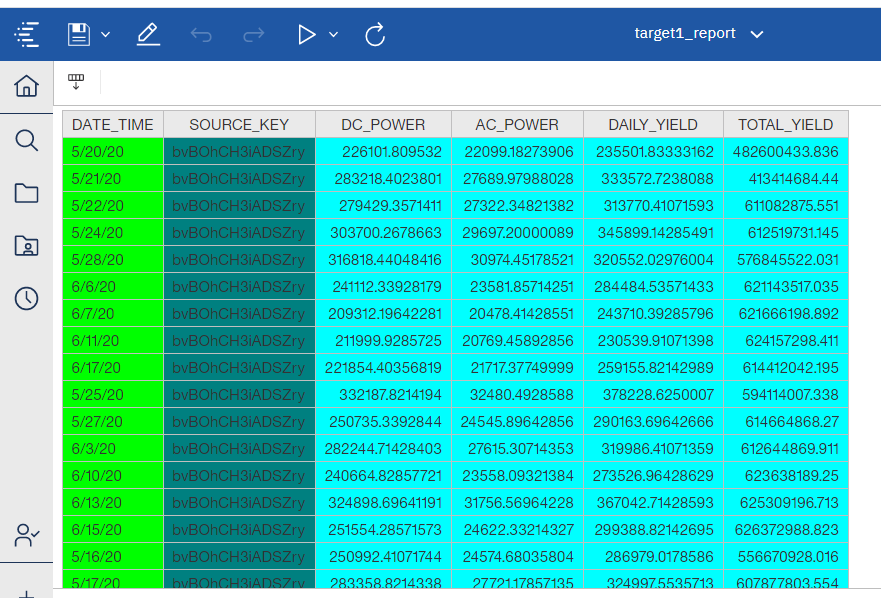 target1_report
DATE_TIME SOURCE_KEY DC_POWER AC_POWER DAILY_YIELD TOTAL_YIELD
5/20/20 bvBOhCH3iADSZry 226101.809532 22099.18273906 235501.83333162 482600433.836
5/21/20 bvBOhCH3iADSZry 283218.4023801 27689.97988028 333572.7238088 413414684.44
5/22/20 bvBOhCH3iADSZry 279429.3571411 27322.34821382 313770.41071593 611082875.551
5/24/20 bvBOhCH3iADSZry 303700.2678663 29697.20000089 345899.14285491 612519731.145
5/28/20 bvBOhCH3iADSZry 316818.44048416 30974.45178521 320552.02976004 576845522.031
6/6/20 bvBOhCH3iADSZry 241112.33928179 23581.85714251 284484.53571433 621143517.035
6/7/20 bvBOhCH3iADSZry 209312.19642281 20478.41428551 243710.39285796 621666198.892
6/11/20 bvBOhCH3iADSZry 211999.9285725 20769.45892856 230539.91071398 624157298.411
6/17/20 bvBOhCH3iADSZry 221854.40356819 21717.37749999 259155.82142989 614412042.195
5/25/20 bvBOhCH3iADSZry 332187.8214194 32480.4928588 378228.6250007 594114007.338
5/27/20 bvBOhCH3iADSZry 250735.3392844 24545.89642856 290163.69642666 614664868.27
6/3/20 bvBOhCH3iADSZry 282244.71428403 27615.30714353 319986.41071359 612644869.911
6/10/20 bvBOhCH3iADSZry 240664.82857721 23558.09321384 273526.96428629 623638189.25
6/13/20 bvBOhCH3iADSZry 324898.69641191 31756.56964228 367042.71428593 625309196.713
6/15/20 bvBOhCH3iADSZry 251554.28571573 24622.33214327 299388.82142695 626372988.823
5/16/20 bvBOhCH3iADSZry 250992.41071744 24574.68035804 286979.0178586 556670928.016
5/17/20 bvBOhCH3iADSZry 283358.8214338 27721.17857135 324997.5535713 607877803.554